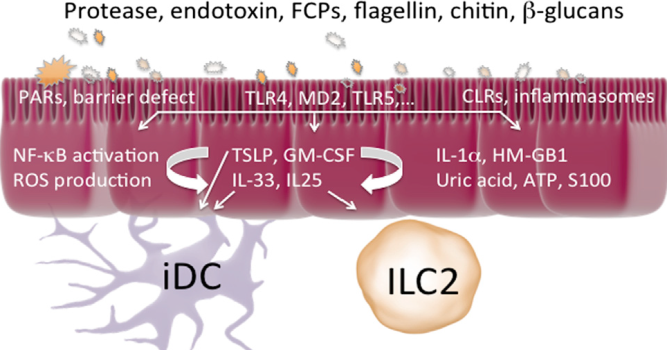 Protease, endotoxin, FCPs, flagellin, chitin, β-glucans
PARs, barrier defect
TLR4, MD2, TLR5,...
CLRs, inflammasomes
NF-κB activation
ROS production
TSLP, GM-CSF
IL-33, IL25
IL-1α, HM-GB1
Uric acid, ATP, S100
iDC
ILC2